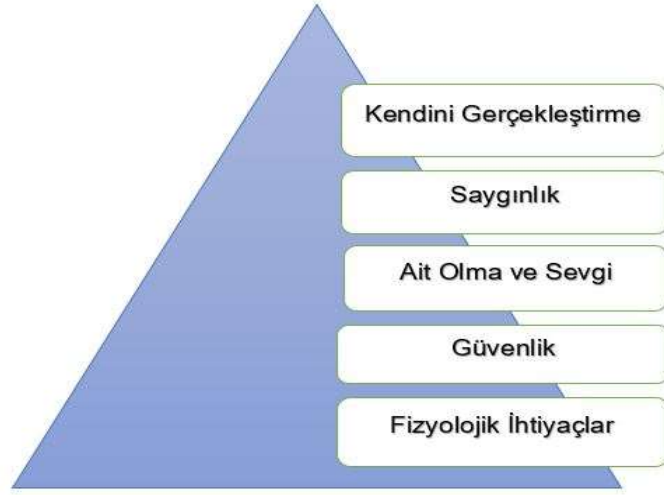 Kendini Gerçekleştirme
Saygınlık
Ait Olma ve Sevgi
Güvenlik
Fizyolojik İhtiyaçlar